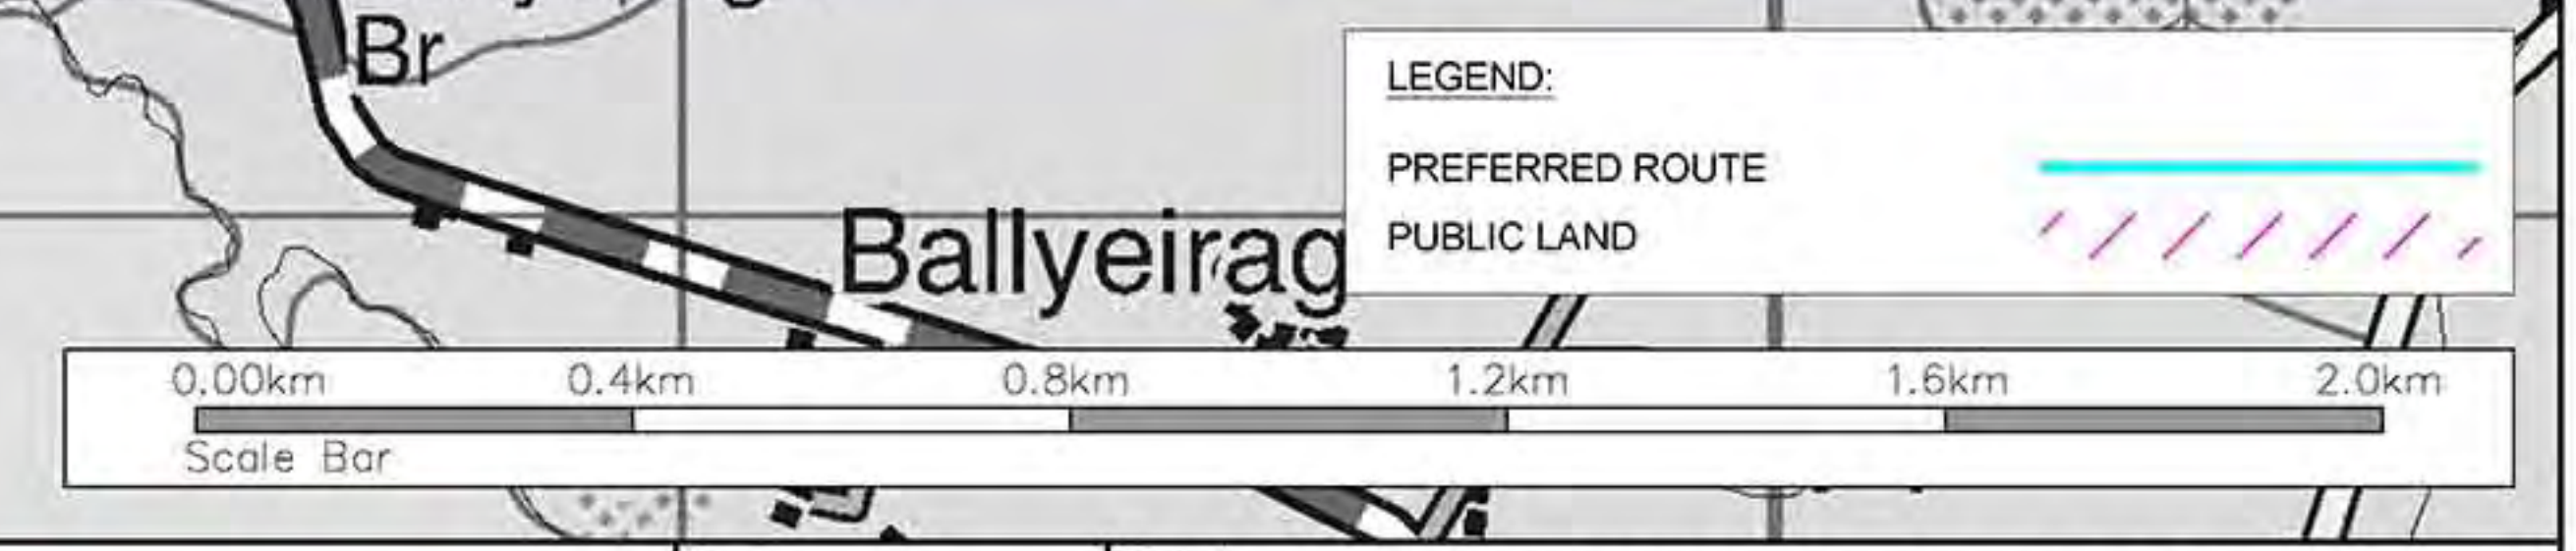 Br
LEGEND:
PREFERRED ROUTE
PUBLIC LAND
Ballyeirag
0.00km 0.4km 0.8km 1.2km 1.6km 2.0km
Scale Bar